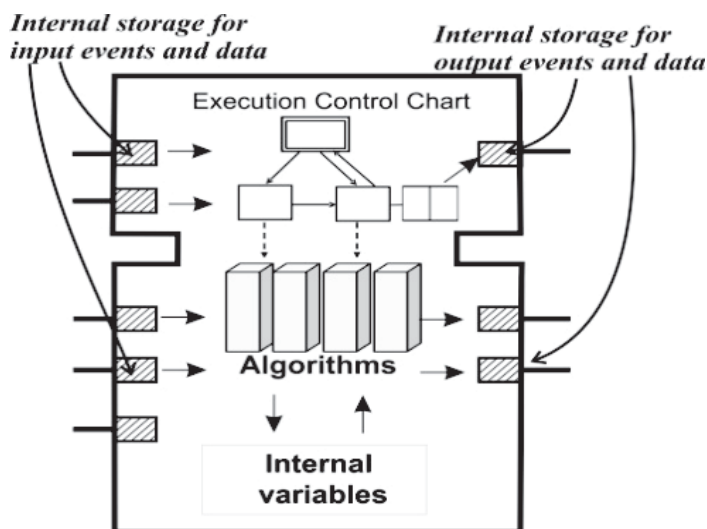 Internal storage for
input events and data
Internal storage for
output events and data
Execution Control Chart
Algorithms
Internal
variables